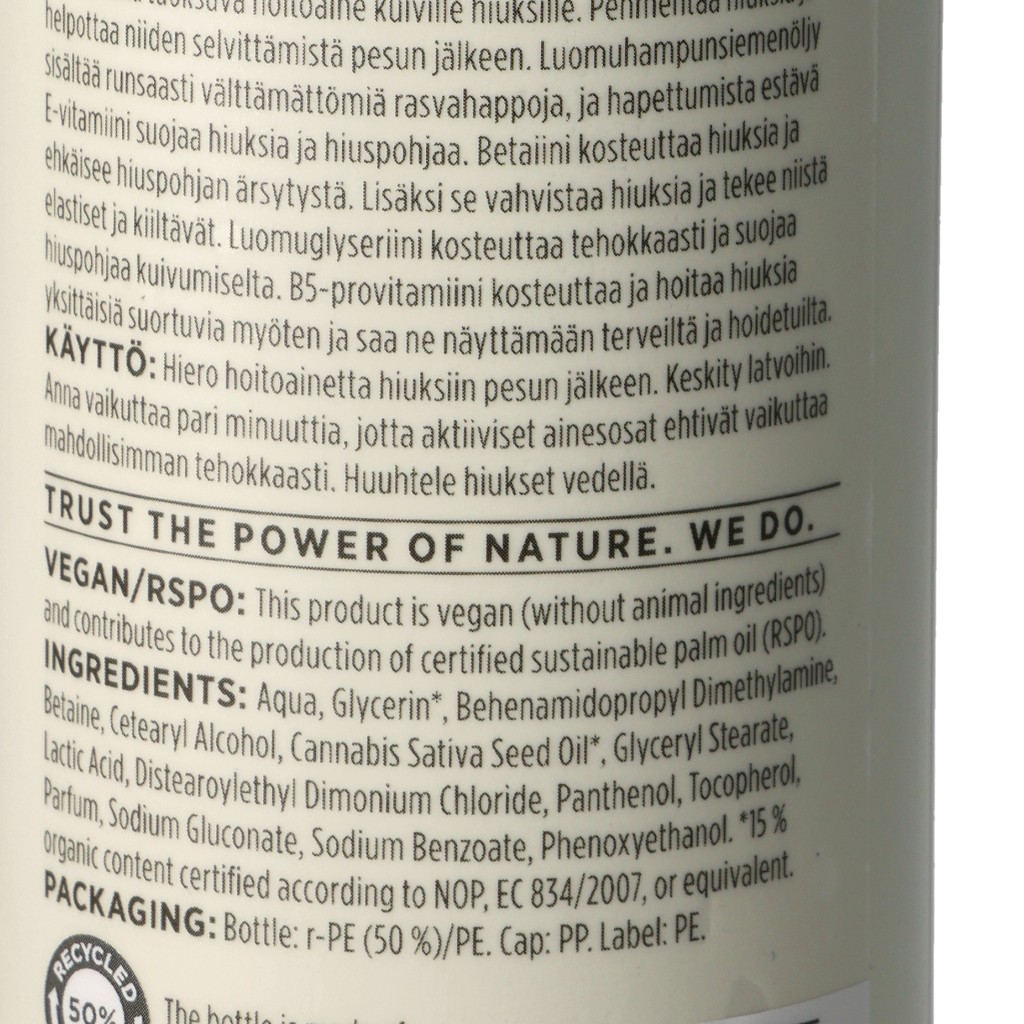 hoitoaine kuiville hiuksille. Pehmentää
helpottaa niiden selvittämistä pesun jälkeen. Luomuhampunsiemenöljy
sisältää runsaasti välttämättömiä rasvahappoja, ja hapettumista estävä
E-vitamiini suojaa hiuksia ja hiuspohjaa. Betaiini kosteuttaa hiuksia ja
ehkäisee hiuspohjan ärsytystä. Lisäksi se vahvistaa hiuksia ja tekee niistä
elastiset ja kiiltävät. Luomuglyseriini kosteuttaa tehokkaasti ja suojaa
hiuspohjaa kuivumiselta. B5-provitamiini kosteuttaa ja hoitaa hiuksia
yksittäisiä suortuvia myöten ja saa ne näyttämään terveiltä ja hoidetuilta.
KÄYTTÖ: Hiero hoitoainetta hiuksiin pesun jälkeen. Keskity latvoihin.
Anna vaikuttaa pari minuuttia, jotta aktiiviset ainesosat ehtivät vaikuttaa
mahdollisimman tehokkaasti. Huuhtele hiukset vedellä.
TRUST THE POWER OF NATURE. WE DO.
VEGAN/RSPO: This product is vegan (without animal ingredients)
and contributes to the production of certified sustainable palm oil (RSPO).
INGREDIENTS: Aqua, Glycerin*, Behenamidopropyl Dimethylamine,
Betaine, Cetearyl Alcohol, Cannabis Sativa Seed Oil*, Glyceryl Stearate,
Lactic Acid, Distearoylethyl Dimonium Chloride, Panthenol, Tocopherol,
Parfum, Sodium Gluconate, Sodium Benzoate, Phenoxyethanol. *15 %
organic content certified according to NOP, EC 834/2007, or equivalent.
PACKAGING: Bottle: r-PE (50 %)/PE. Cap: PP. Label: PE.
RECYCLED
50%
The bottle is